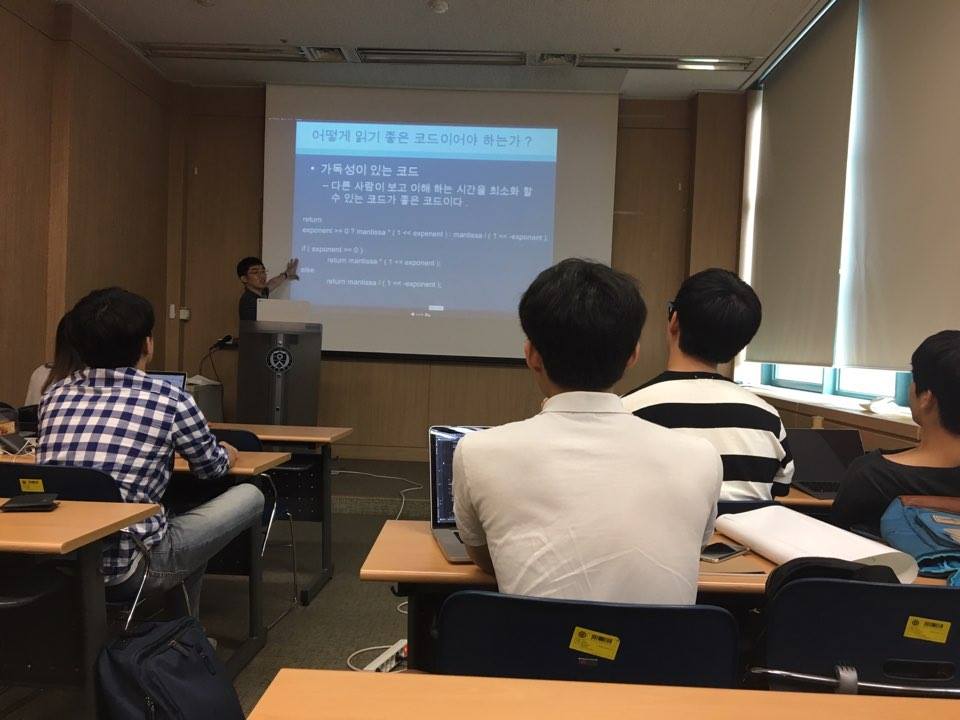 어떻게 읽기 좋은 코드이어야 하는가 ?
• 가독성이 있는 코드
– 다른 사람이 보고 이해 하는 시간을 최소화 할
수 있는 코드가 좋은 코드이다 .
return
exponent >= 0 ? mantissa * ( 1 << exponent ) : mantissa / ( 1 << -exponent );
if ( exponent >= 0 )
return mantissa * ( 1 << exponent );
else
return mantissa / ( 1 << -exponent );